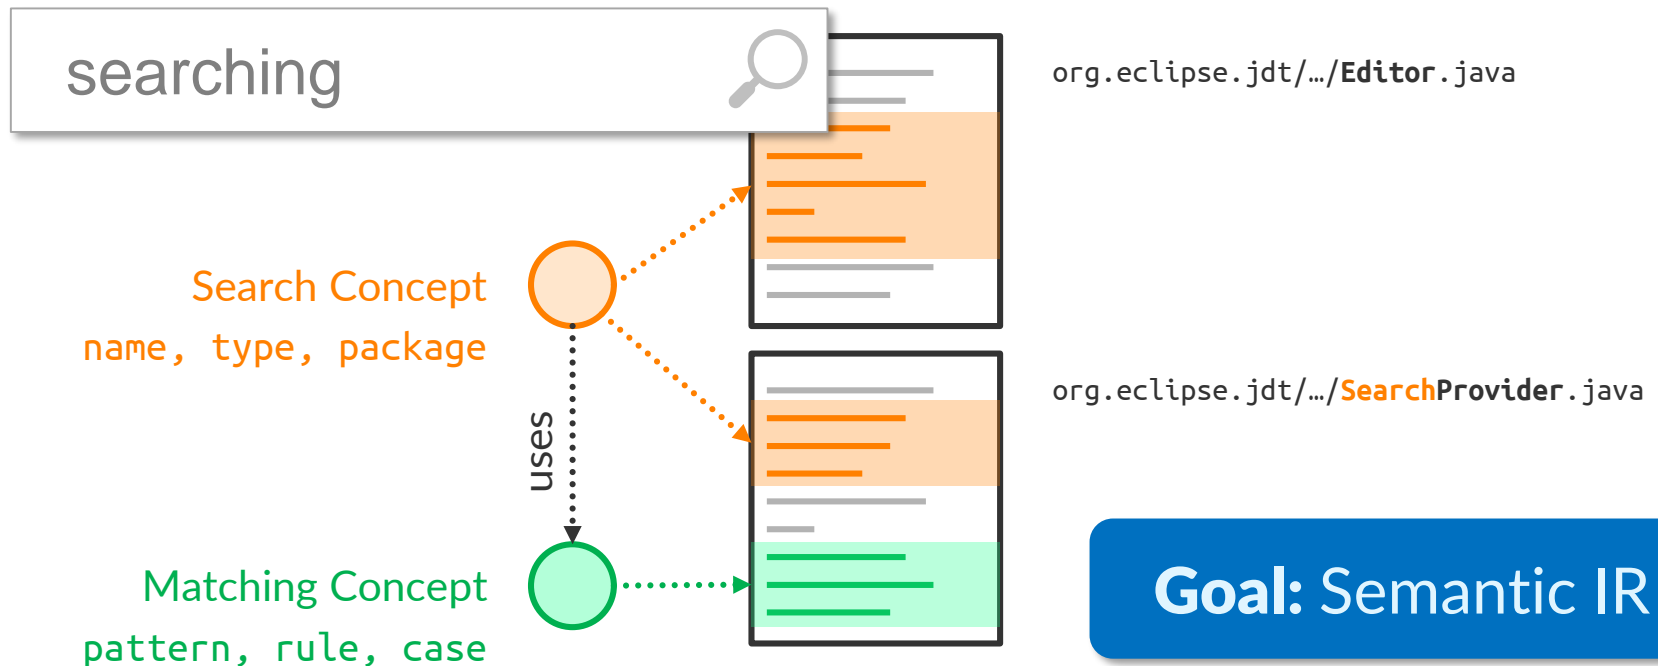 searching
org.eclipse.jdt/…/Editor.java
Search Concept
name, type, package
org.eclipse.jdt/…/SearchProvider.java
uses
Matching Concept
pattern, rule, case
Goal: Semantic IR